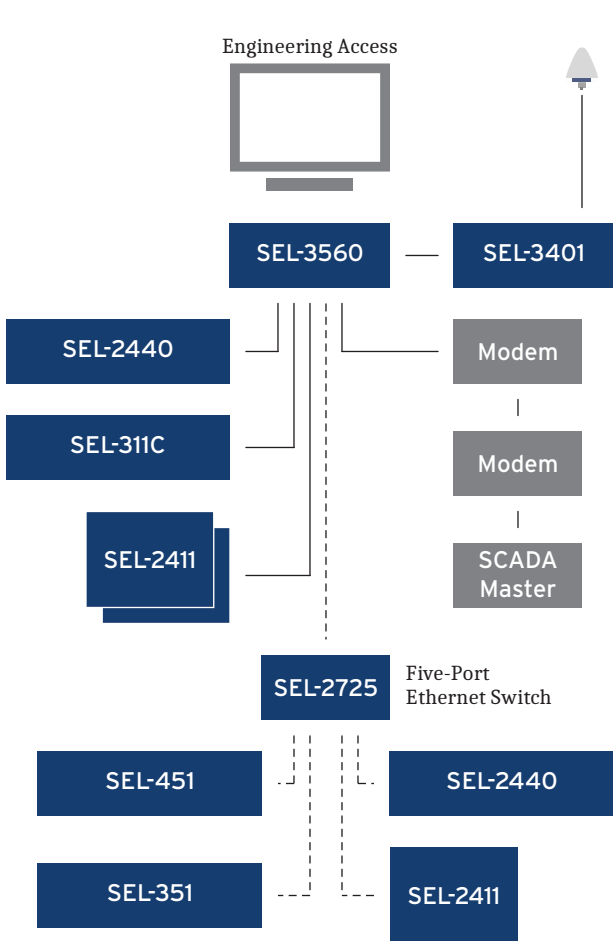 Engineering Access
SEL-3560
SEL-3401
SEL-2440
Modem
SEL-311C
Modem
SEL-2411
SCADA
Master
SEL-2725
Five-Port
Ethernet Switch
SEL-451
SEL-2440
SEL-351
SEL-2411